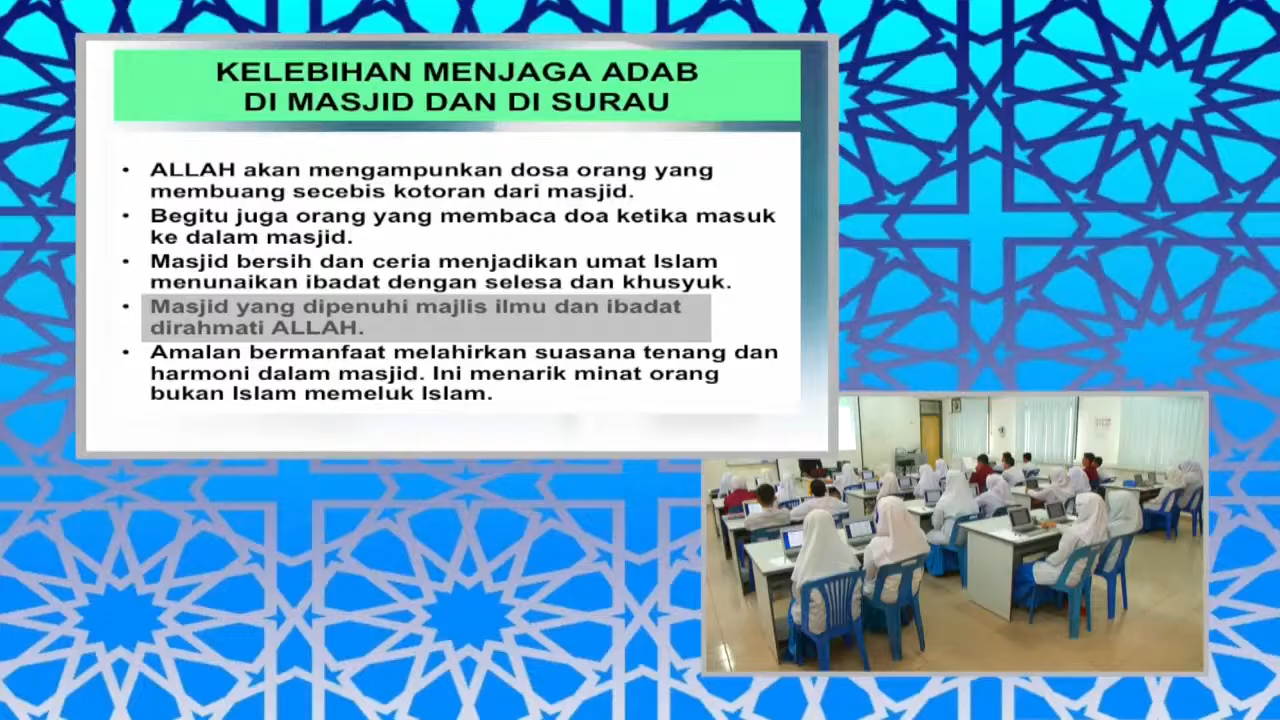 KELEBIHAN MENJAGA ADAB
DI MASJID DAN DI SURAU
• ALLAH akan mengampunkan dosa orang yang
membuang secebis kotoran dari masjid.
• Begitu juga orang yang membaca doa ketika masuk
ke dalam masjid.
• Masjid bersih dan ceria menjadikan umat Islam
menunaikan ibadat dengan selesa dan khusyuk.
• Masjid yang dipenuhi majlis ilmu dan ibadat
dirahmati ALLAH.
• Amalan bermanfaat melahirkan suasana tenang dan
harmoni dalam masjid. Ini menarik minat orang
bukan Islam memeluk Islam.